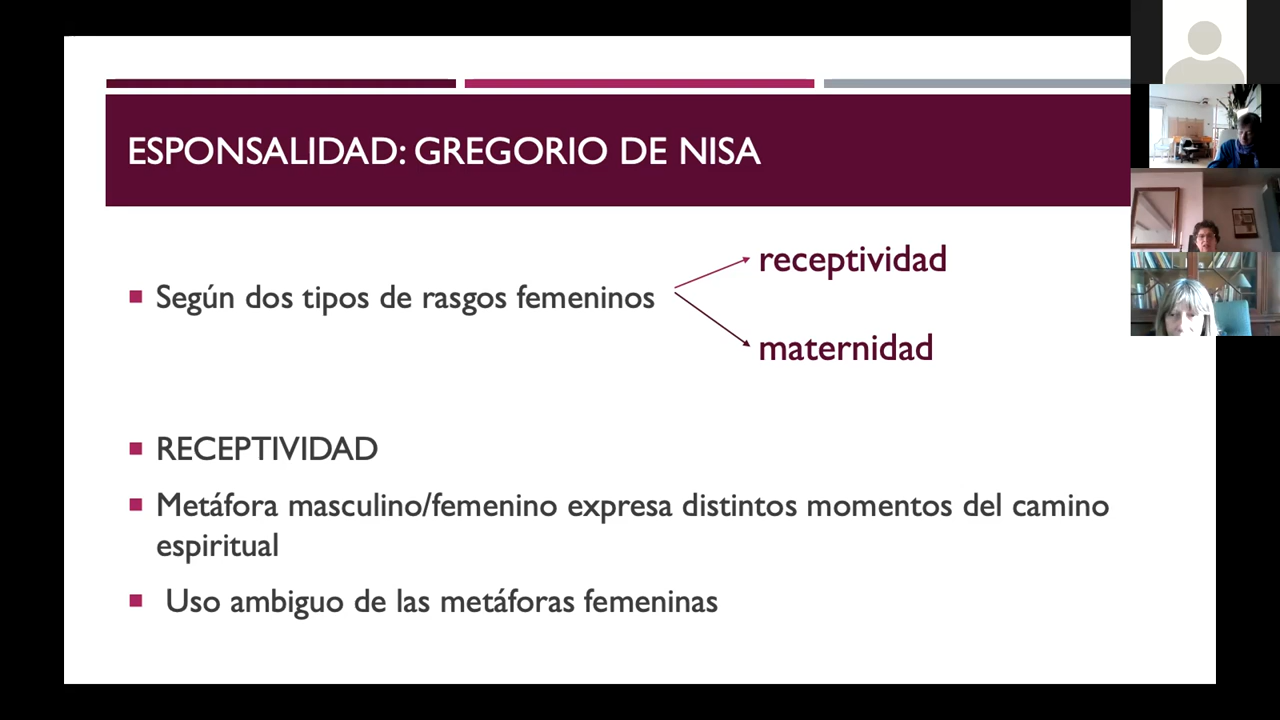 ESPONSALIDAD: GREGORIO DE NISA
receptividad
Según dos tipos de rasgos femeninos
maternidad
RECEPTIVIDAD
Metáfora masculino/femenino expresa distintos momentos del camino
espiritual
Uso ambiguo de las metáforas femeninas